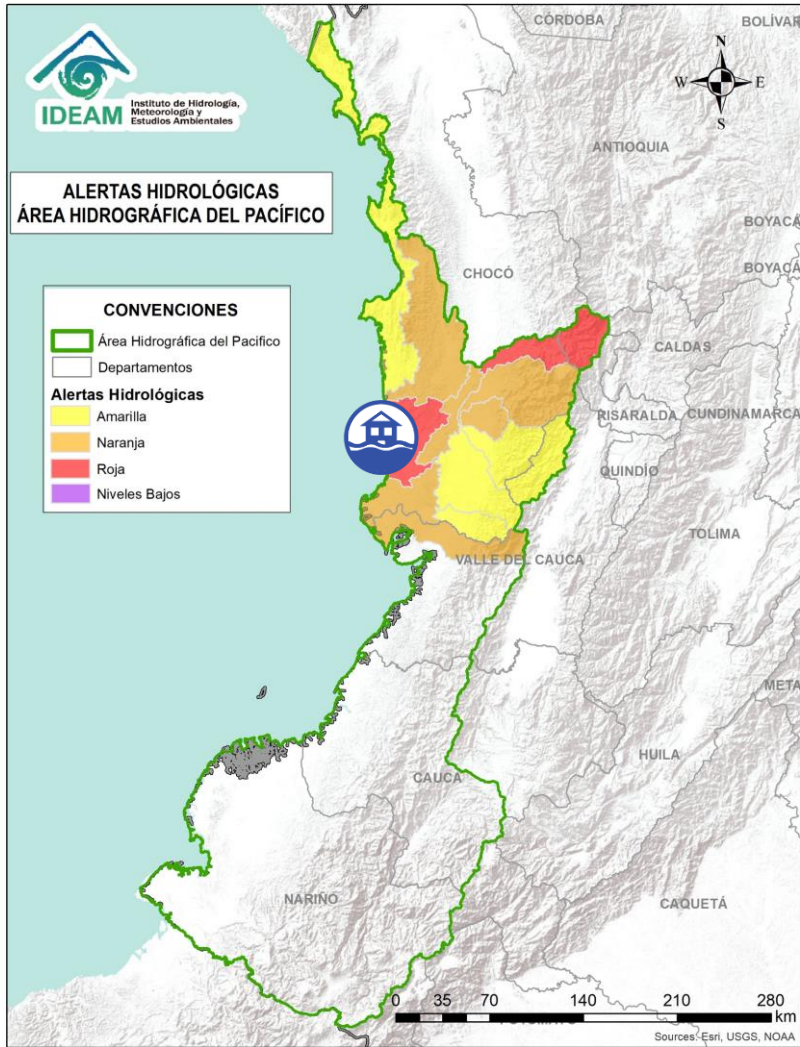 IDEAM
Instituto de Hidrología,
Meteorología y
Estudios Ambientales
ALERTAS HIDROLÓGICAS
ÁREA HIDROGRÁFICA DEL PACÍFICO
CONVENCIONES
Área Hidrográfica del Pacifico
Departamentos
Alertas Hidrológicas
Amarilla
Naranja
Roja
Niveles Bajos
CÓRDOBA
BOLÍVAR
N
W
E
S
ANTIOQUIA
BOYACÁ
CHOCÓ
BOYACÁ
CALDAS
RISARALDA
CUNDINAMARCA
QUINDÍO
TOLIMA
VALLE DEL CAUCA
META
HUILA
CAUCA
NARIÑO
CAQUETÁ
0 35 70 140 210 280
km
Sources: Esri, USGS, NOAA